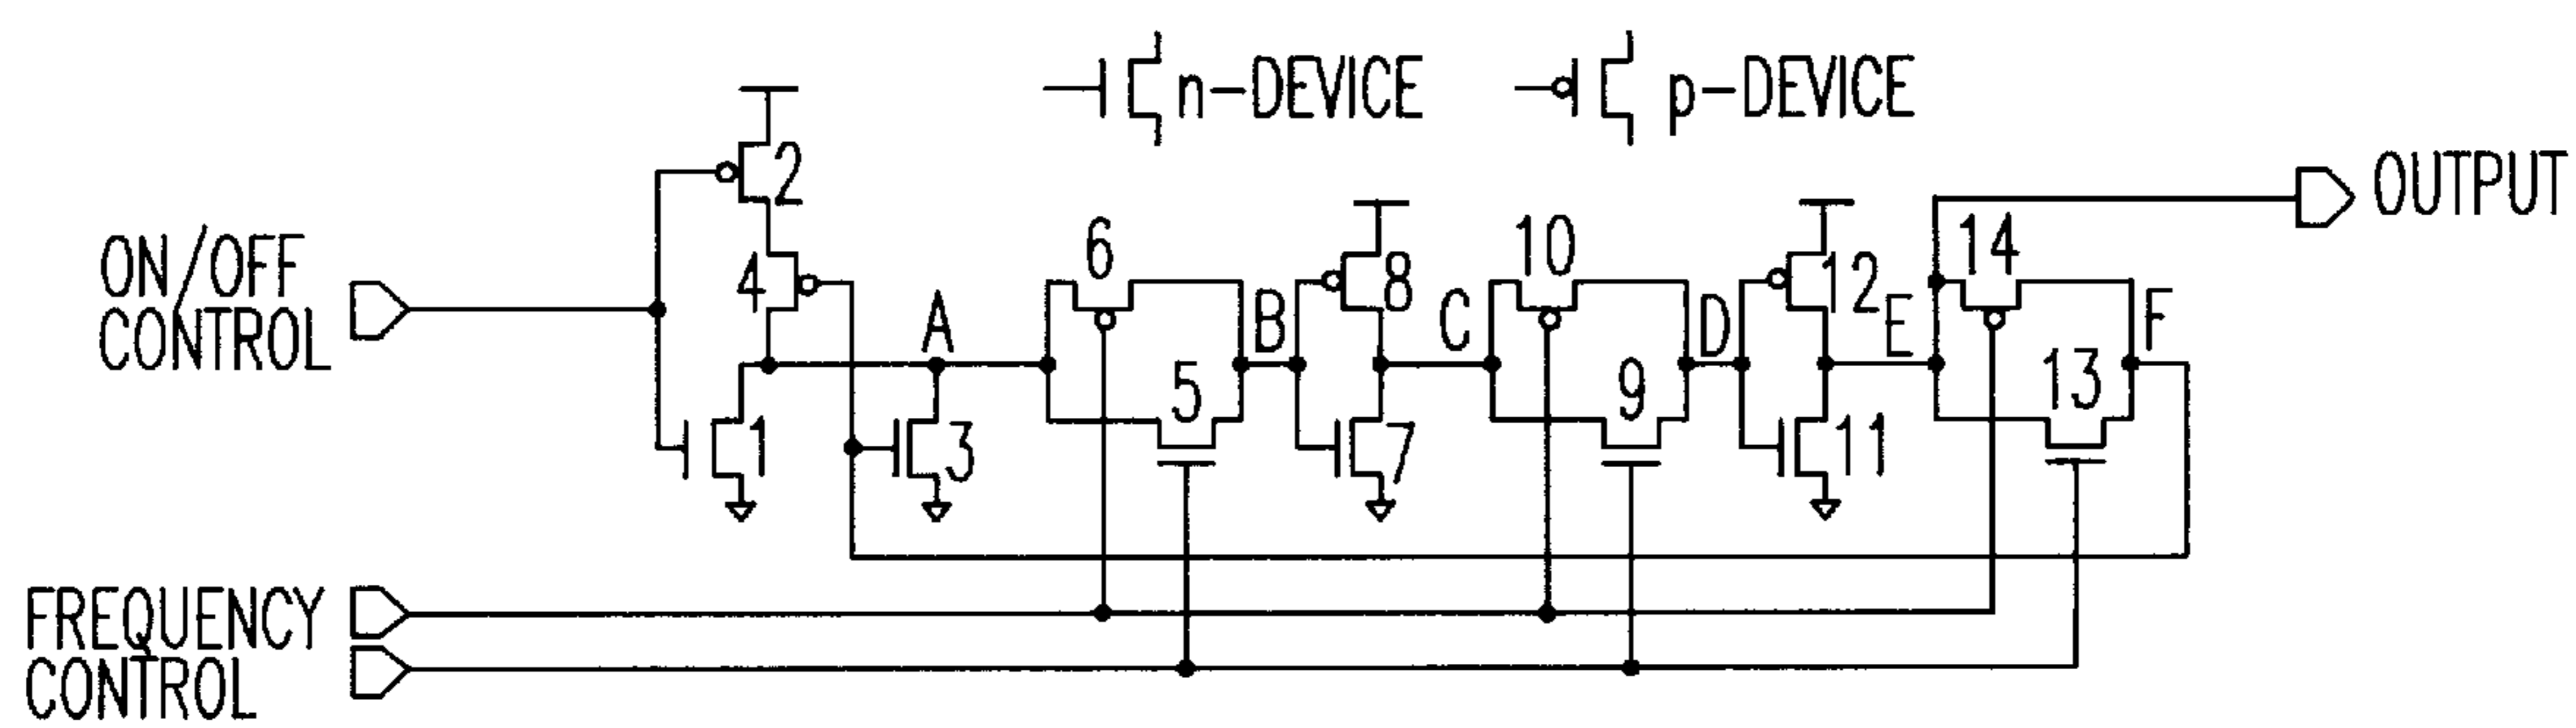 n-DEVICE
p-DEVICE
OUTPUT
ON/OFF
CONTROL
2
4
A
1
3
6
5
B
8
7
C
10
9
D
12
11
E
14
13
F
FREQUENCY
CONTROL